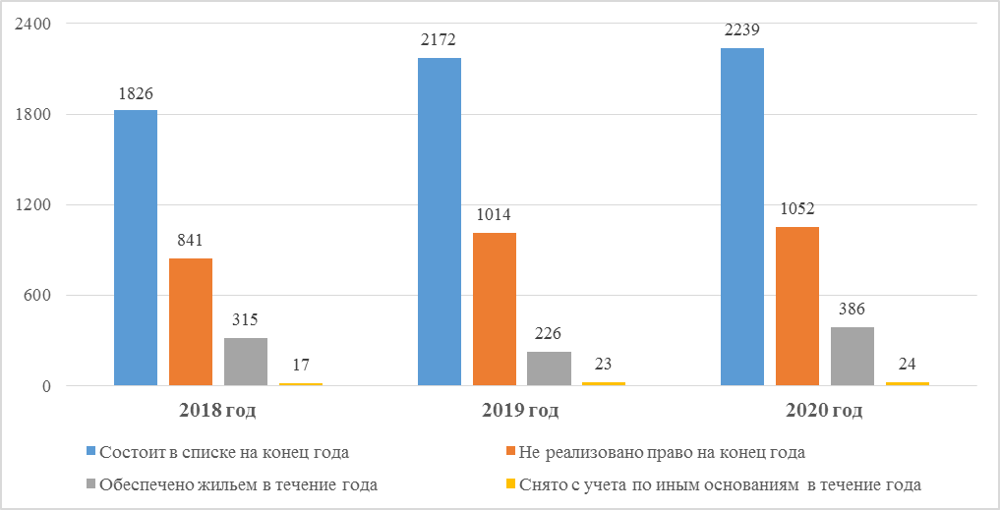 2400
2239
2172
1826
1800
1200
1052
1014
841
600
386
315
226
17
23
24
0
2018 год
2019 год
2020 год
Состоит в списке на конец года
Не реализовано право на конец года
Обеспечено жильем в течение года
Снято с учета по иным основаниям в течение года